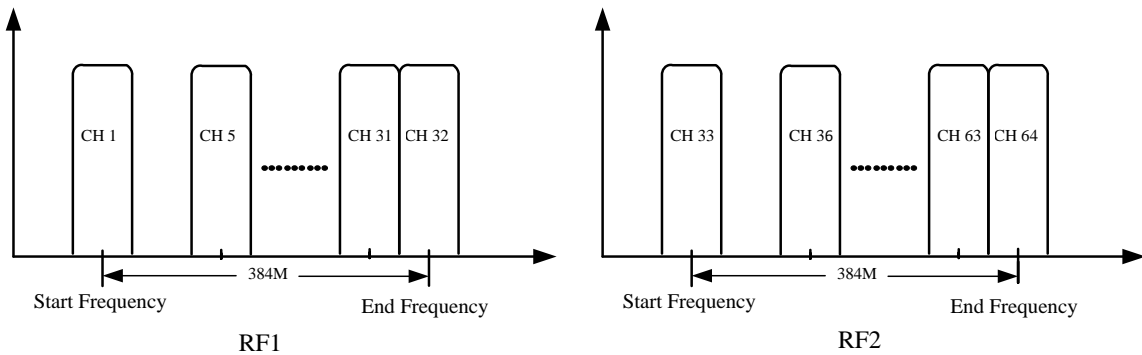 CH 1
CH 5
CH 31
CH 32
384M
Start Frequency
End Frequency
RF1
CH 33
CH 36
CH 63
CH 64
384M
Start Frequency
End Frequency
RF2